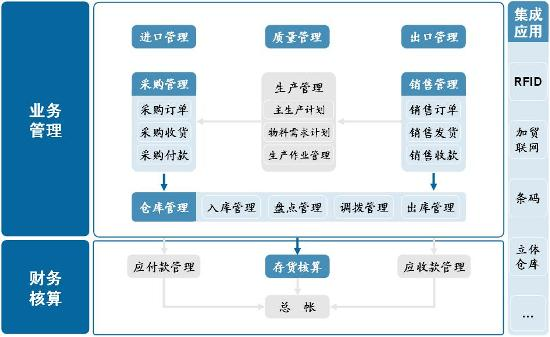 进口管理
质量管理
出口管理
集成
应用
采购管理
采购订单
采购收货
采购付款
生产管理
主生产计划
物料需求计划
生产作业管理
销售管理
销售订单
销售发货
销售收款
业务
管理
RFID
加贸
联网
条码
仓库管理
入库管理
盘点管理
调拨管理
出库管理
立体
仓库
财务
核算
应付款管理
存货核算
应收款管理
总 帐
...